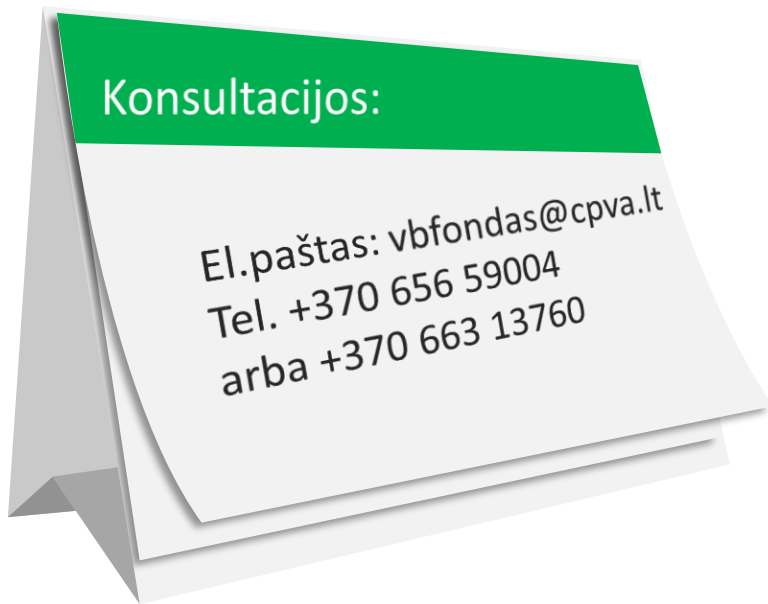 Konsultacijos:
El.paštas: vbfondas@cpva.lt
Tel. +370 656 59004
arba +370 663 13760